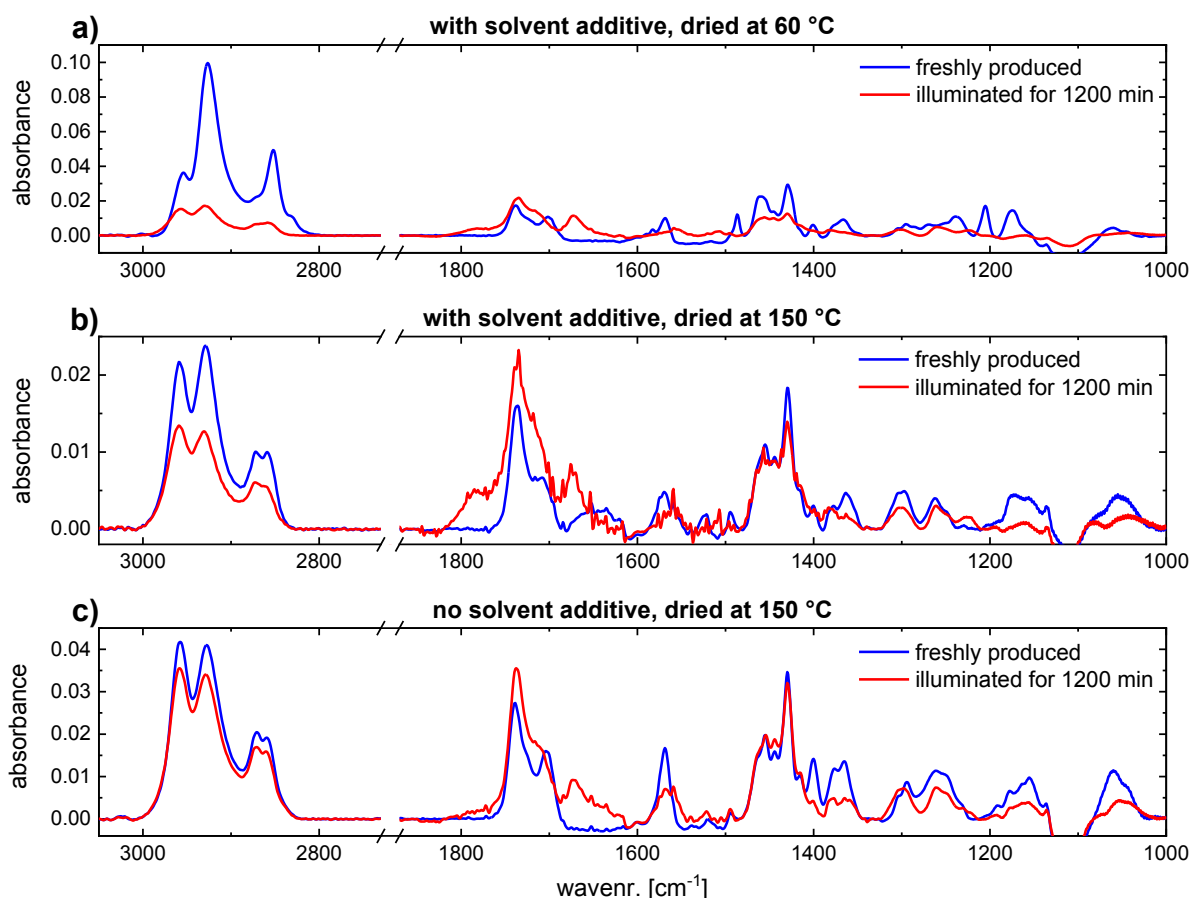 a)
with solvent additive, dried at 60 °C
0.10
0.08
0.06
0.04
0.02
0.00
absorbance
freshly produced
illuminated for 1200 min
3000 2800 1800 1600 1400 1200 1000
b)
with solvent additive, dried at 150 °C
0.02
0.01
0.00
absorbance
freshly produced
illuminated for 1200 min
3000 2800 1800 1600 1400 1200 1000
c)
no solvent additive, dried at 150 °C
0.04
0.03
0.02
0.01
0.00
absorbance
freshly produced
illuminated for 1200 min
3000 2800 1800 1600 1400 1200 1000
wavenr. [cm⁻¹]